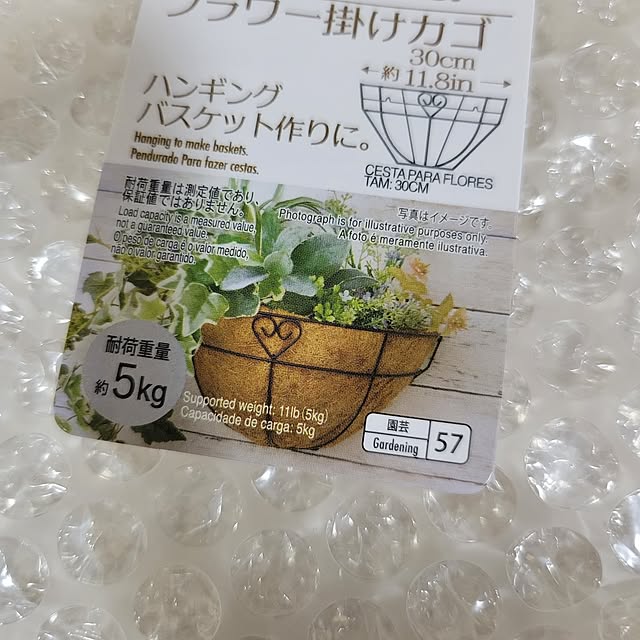 フラワー掛けカゴ
30cm
約 11.8in
ハンギング
バスケット作りに。
Hanging to make baskets.
Pendurado Para fazer cestas.
CESTA PARA FLORES
TAM: 30CM
耐荷重量は測定値であり、
保証値ではありません。
Load capacity is a measured value,
not a guaranteed value.
O peso de carga é o valor medido,
não o valor garantido.
写真はイメージです。
Photograph is for illustrative purposes only.
A foto é meramente ilustrativa.
耐荷重量
約5kg
Supported weight: 11lb (5kg)
Capacidade de carga: 5kg
園芸
Gardening
57